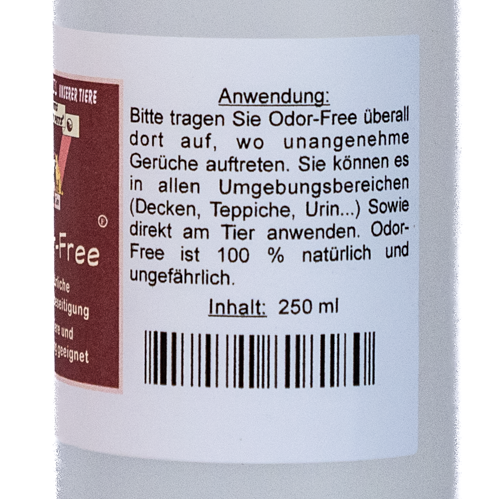 UNSERER TIERE
-Free
Anwendung:
Bitte tragen Sie Odor-Free überall
dort auf, wo unangenehme
Gerüche auftreten. Sie können es
in allen Umgebungsbereichen
(Decken, Teppiche, Urin...) Sowie
direkt am Tier anwenden. Odor-
Free ist 100 % natürlich und
ungefährlich.
Inhalt: 250 ml